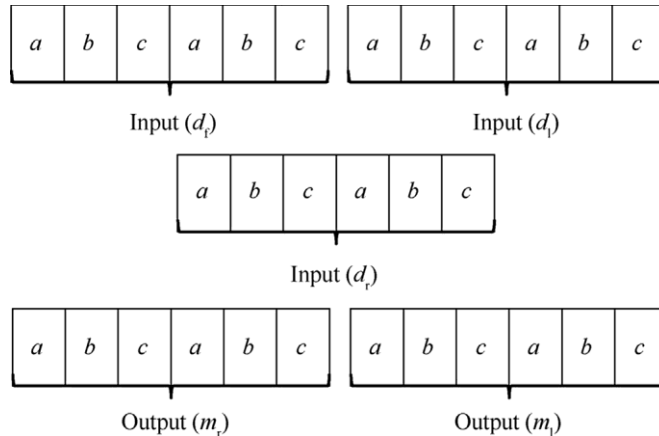 a b c a b c a b c a b c
Input (d_f) Input (d_l)
a b c a b c
Input (d_r)
a b c a b c a b c a b c
Output (m_r) Output (m_l)